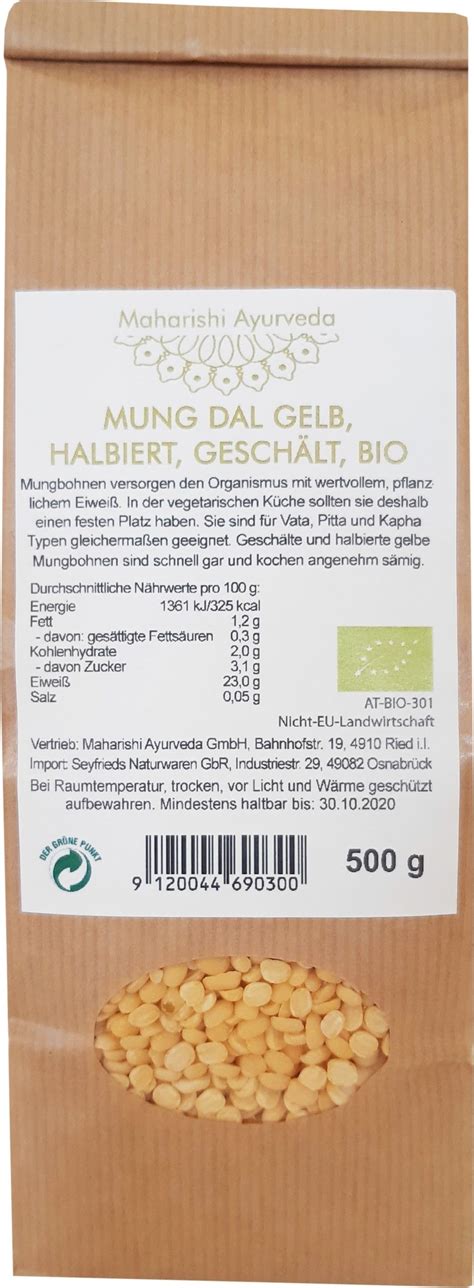 Maharishi Ayurveda
MUNG DAL GELB,
HALBIERT, GESCHÄLT, BIO
Mungbohnen versorgen den Organismus mit wertvollem, pflanz
lichem Eiweiß. In der vegetarischen Küche sollten sie deshalb
einen festen Platz haben. Sie sind für Vata, Pitta und Kapha
Typen gleichermaßen geeignet. Geschälte und halbierte gelbe
Mungbohnen sind schnell gar und kochen angenehm sämig.
Durchschnittliche Nährwerte pro 100 g:
Energie 1361 kJ/325 kcal
Fett 1,2 g
- davon: gesättigte Fettsäuren 0,3 g
Kohlenhydrate 2,0 g
- davon Zucker 3,1 g
Eiweiß 23,0 g
Salz 0,05 g
AT-BIO-301
Nicht-EU-Landwirtschaft
Vertrieb: Maharishi Ayurveda GmbH, Bahnhofstr. 19, 4910 Ried i.I.
Import: Seyfrieds Naturwaren GbR, Industriestr. 29, 49082 Osnabrück
Bei Raumtemperatur, trocken, vor Licht und Wärme geschützt
aufbewahren. Mindestens haltbar bis: 30.10.2020
DER GRÜNE PUNKT
9 120044 690300
500 g